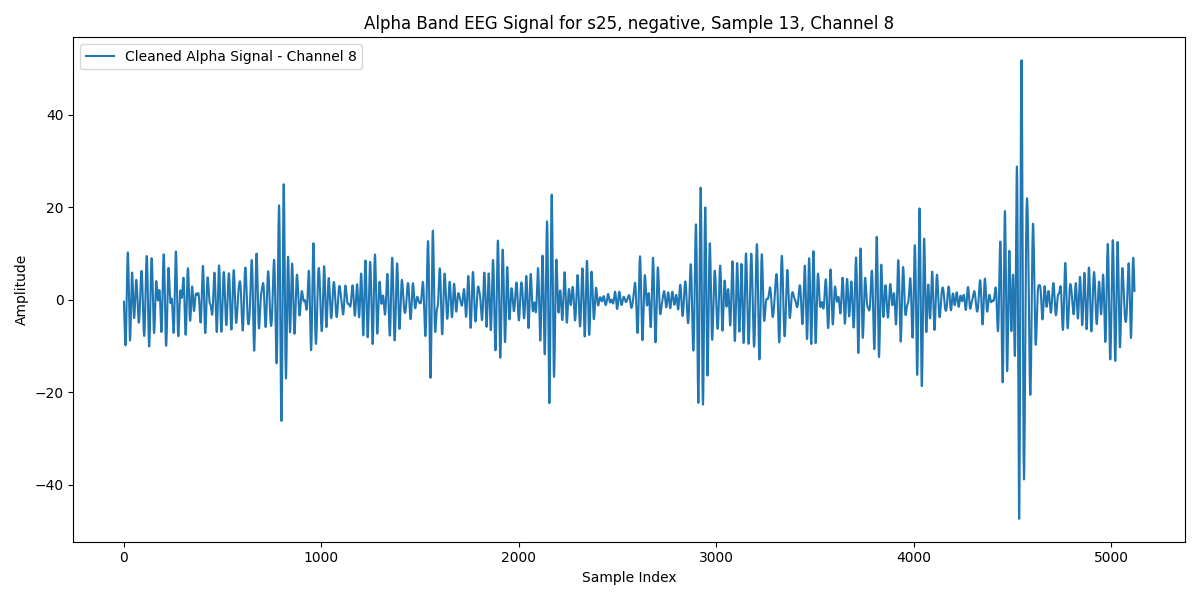 Alpha Band EEG Signal for s25, negative, Sample 13, Channel 8
Cleaned Alpha Signal - Channel 8
Amplitude
40
20
0
−20
−40
0 1000 2000 3000 4000 5000
Sample Index